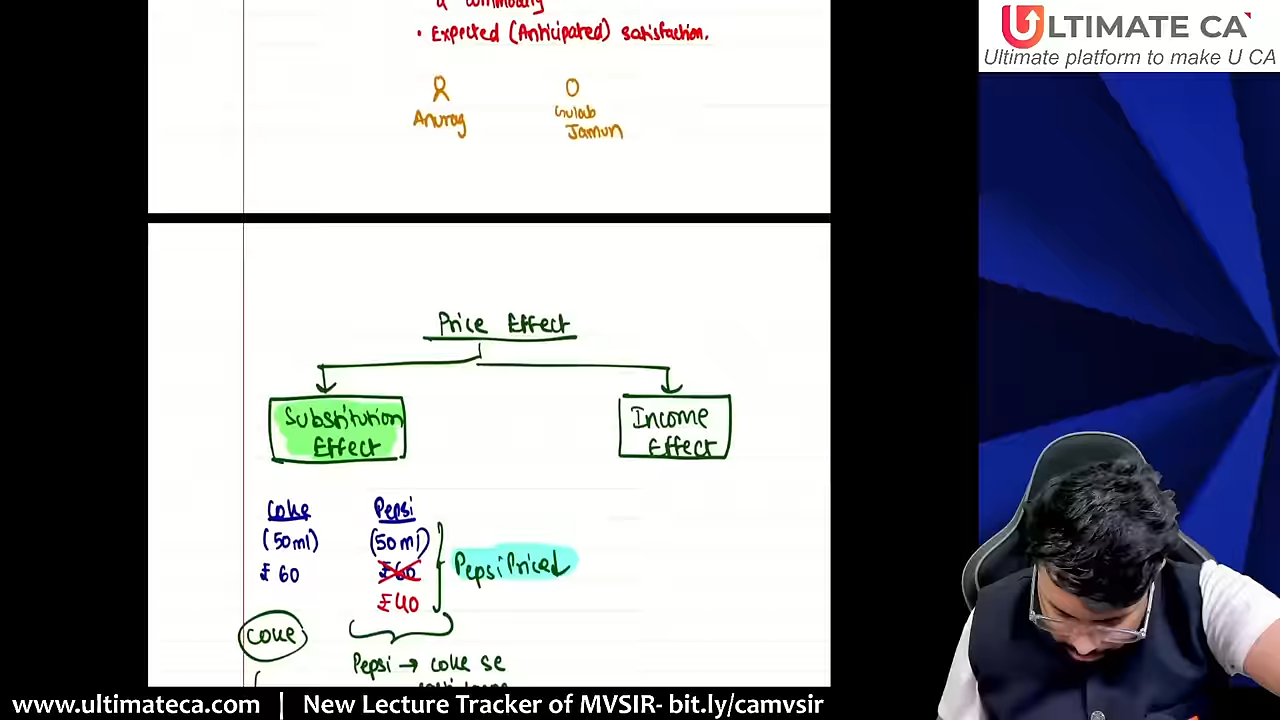 • Expected (Anticipated) satisfaction.
Anurag
Gulab
Jamun
Price Effect
Substitution
Effect
Income
Effect
Coke
(50ml)
₹ 60
Pepsi
(50ml)
₹60
₹40
Pepsi Price↓
Coke
Pepsi → coke se
ULTIMATE CA
Ultimate platform to make U CA
www.ultimateca.com | New Lecture Tracker of MVSIR- bit.ly/camvsir